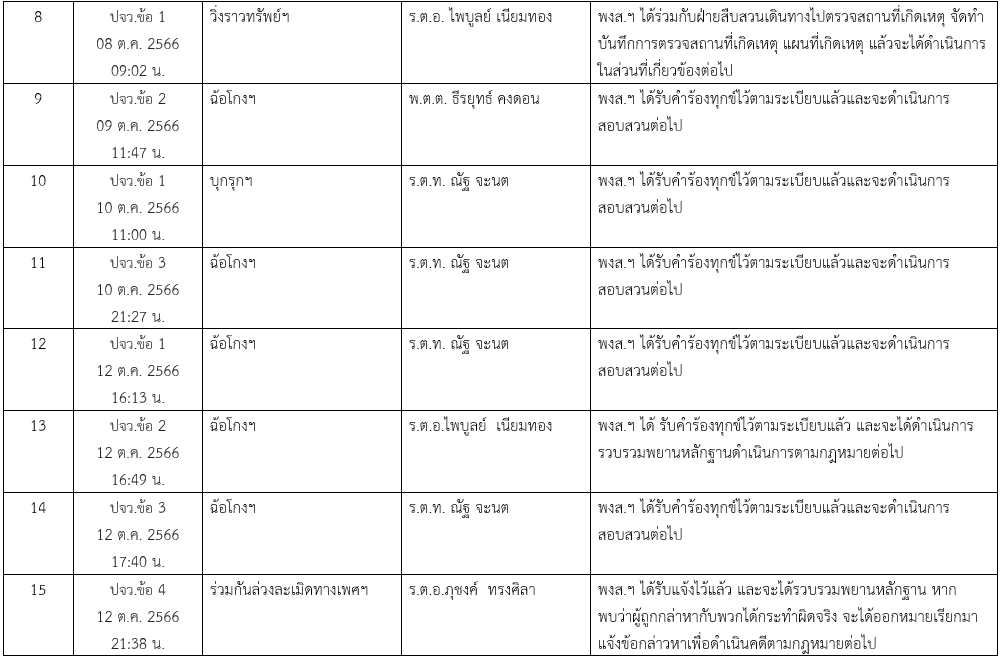 8 ปจว.ข้อ 1 วิ่งราวทรัพย์ฯ ร.ต.อ. ไพบูลย์ เนียมทอง พงส.ฯ ได้ร่วมกับฝ่ายสืบสวนเดินทางไปตรวจสถานที่เกิดเหตุ จัดทำ
08 ต.ค. 2566 บันทึกการตรวจสถานที่เกิดเหตุ แผนที่เกิดเหตุ แล้วจะได้ดำเนินการ
09:02 น. ในส่วนที่เกี่ยวข้องต่อไป
9 ปจว.ข้อ 2 ฉ้อโกงฯ พ.ต.ต. ธีรยุทธ์ คงดอน พงส.ฯ ได้รับคำร้องทุกข์ไว้ตามระเบียบแล้วและจะดำเนินการ
09 ต.ค. 2566 สอบสวนต่อไป
11:47 น.
10 ปจว.ข้อ 1 บุกรุกฯ ร.ต.ท. ณัฐ จะนต พงส.ฯ ได้รับคำร้องทุกข์ไว้ตามระเบียบแล้วและจะดำเนินการ
10 ต.ค. 2566 สอบสวนต่อไป
11:00 น.
11 ปจว.ข้อ 3 ฉ้อโกงฯ ร.ต.ท. ณัฐ จะนต พงส.ฯ ได้รับคำร้องทุกข์ไว้ตามระเบียบแล้วและจะดำเนินการ
10 ต.ค. 2566 สอบสวนต่อไป
21:27 น.
12 ปจว.ข้อ 1 ฉ้อโกงฯ ร.ต.ท. ณัฐ จะนต พงส.ฯ ได้รับคำร้องทุกข์ไว้ตามระเบียบแล้วและจะดำเนินการ
12 ต.ค. 2566 สอบสวนต่อไป
16:13 น.
13 ปจว.ข้อ 2 ฉ้อโกงฯ ร.ต.อ.ไพบูลย์ เนียมทอง พงส.ฯ ได้ รับคำร้องทุกข์ไว้ตามระเบียบแล้ว และจะได้ดำเนินการ
12 ต.ค. 2566 รวบรวมพยานหลักฐานดำเนินการตามกฎหมายต่อไป
16:49 น.
14 ปจว.ข้อ 3 ฉ้อโกงฯ ร.ต.ท. ณัฐ จะนต พงส.ฯ ได้รับคำร้องทุกข์ไว้ตามระเบียบแล้วและจะดำเนินการ
12 ต.ค. 2566 สอบสวนต่อไป
17:40 น.
15 ปจว.ข้อ 4 ร่วมกันล่วงละเมิดทางเพศฯ ร.ต.อ.ภุชงค์ ทรงศิลา พงส.ฯ ได้รับแจ้งไว้แล้ว และจะได้รวบรวมพยานหลักฐาน หาก
12 ต.ค. 2566 พบว่าผู้ถูกกล่าหากับพวกได้กระทำผิดจริง จะได้ออกหมายเรียกมา
21:38 น. แจ้งข้อกล่าวหาเพื่อดำเนินคดีตามกฎหมายต่อไป